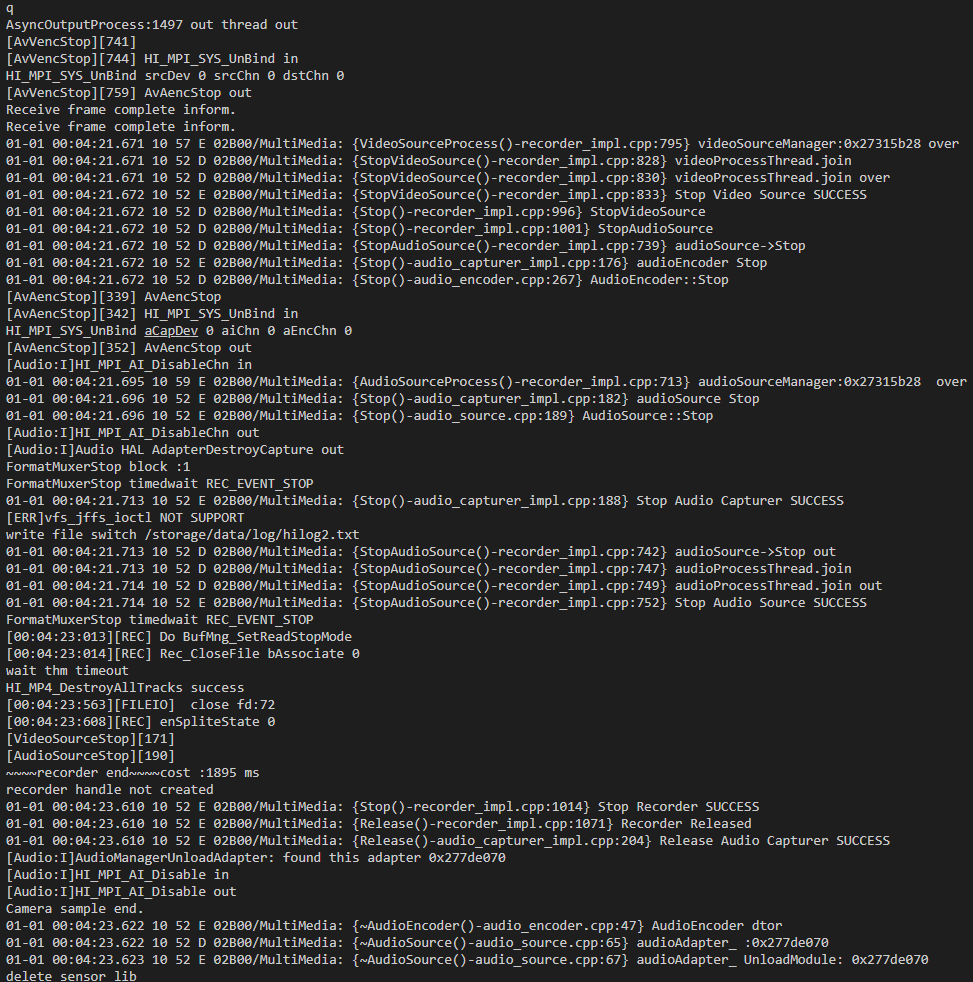 q
AsyncOutputProcess:1497 out thread out
[AvVencStop][741]
[AvVencStop][744] HI_MPI_SYS_UnBind in
HI_MPI_SYS_UnBind srcDev 0 srcChn 0 dstChn 0
[AvVencStop][759] AvAencStop out
Receive frame complete inform.
Receive frame complete inform.
01-01 00:04:21.671 10 57 E 02B00/MultiMedia: {VideoSourceProcess()-recorder_impl.cpp:795} videoSourceManager:0x27315b28 over
01-01 00:04:21.671 10 52 D 02B00/MultiMedia: {StopVideoSource()-recorder_impl.cpp:828} videoProcessThread.join
01-01 00:04:21.671 10 52 D 02B00/MultiMedia: {StopVideoSource()-recorder_impl.cpp:830} videoProcessThread.join over
01-01 00:04:21.672 10 52 E 02B00/MultiMedia: {StopVideoSource()-recorder_impl.cpp:833} Stop Video Source SUCCESS
01-01 00:04:21.672 10 52 D 02B00/MultiMedia: {Stop()-recorder_impl.cpp:996} StopVideoSource
01-01 00:04:21.672 10 52 D 02B00/MultiMedia: {Stop()-recorder_impl.cpp:1001} StopAudioSource
01-01 00:04:21.672 10 52 D 02B00/MultiMedia: {StopAudioSource()-recorder_impl.cpp:739} audioSource->Stop
01-01 00:04:21.672 10 52 E 02B00/MultiMedia: {Stop()-audio_capturer_impl.cpp:176} audioEncoder Stop
01-01 00:04:21.672 10 52 D 02B00/MultiMedia: {Stop()-audio_encoder.cpp:267} AudioEncoder::Stop
[AvAencStop][339] AvAencStop
[AvAencStop][342] HI_MPI_SYS_UnBind in
HI_MPI_SYS_UnBind aCapDev 0 aiChn 0 aEncChn 0
[AvAencStop][352] AvAencStop out
[Audio:I]HI_MPI_AI_DisableChn in
01-01 00:04:21.695 10 59 E 02B00/MultiMedia: {AudioSourceProcess()-recorder_impl.cpp:713} audioSourceManager:0x27315b28  over
01-01 00:04:21.696 10 52 E 02B00/MultiMedia: {Stop()-audio_capturer_impl.cpp:182} audioSource Stop
01-01 00:04:21.696 10 52 E 02B00/MultiMedia: {Stop()-audio_source.cpp:189} AudioSource::Stop
[Audio:I]HI_MPI_AI_DisableChn out
[Audio:I]Audio HAL AdapterDestroyCapture out
FormatMuxerStop block :1
FormatMuxerStop timedwait REC_EVENT_STOP
01-01 00:04:21.713 10 52 E 02B00/MultiMedia: {Stop()-audio_capturer_impl.cpp:188} Stop Audio Capturer SUCCESS
[ERR]vfs_jffs_ioctl NOT SUPPORT
write file switch /storage/data/log/hilog2.txt
01-01 00:04:21.713 10 52 D 02B00/MultiMedia: {StopAudioSource()-recorder_impl.cpp:742} audioSource->Stop out
01-01 00:04:21.713 10 52 D 02B00/MultiMedia: {StopAudioSource()-recorder_impl.cpp:747} audioProcessThread.join
01-01 00:04:21.714 10 52 D 02B00/MultiMedia: {StopAudioSource()-recorder_impl.cpp:749} audioProcessThread.join out
01-01 00:04:21.714 10 52 E 02B00/MultiMedia: {StopAudioSource()-recorder_impl.cpp:752} Stop Audio Source SUCCESS
FormatMuxerStop timedwait REC_EVENT_STOP
[00:04:23:013][REC] Do BufMng_SetReadStopMode
[00:04:23:014][REC] Rec_CloseFile bAssociate 0
wait thm timeout
HI_MP4_DestroyAllTracks success
[00:04:23:563][FILEIO]  close fd:72
[00:04:23:608][REC] enSpliteState 0
[VideoSourceStop][171]
[AudioSourceStop][190]
~~~~recorder end~~~~cost :1895 ms
recorder handle not created
01-01 00:04:23.610 10 52 E 02B00/MultiMedia: {Stop()-recorder_impl.cpp:1014} Stop Recorder SUCCESS
01-01 00:04:23.610 10 52 E 02B00/MultiMedia: {Release()-recorder_impl.cpp:1071} Recorder Released
01-01 00:04:23.610 10 52 E 02B00/MultiMedia: {Release()-audio_capturer_impl.cpp:204} Release Audio Capturer SUCCESS
[Audio:I]AudioManagerUnloadAdapter: found this adapter 0x277de070
[Audio:I]HI_MPI_AI_Disable in
[Audio:I]HI_MPI_AI_Disable out
Camera sample end.
01-01 00:04:23.622 10 52 E 02B00/MultiMedia: {~AudioEncoder()-audio_encoder.cpp:47} AudioEncoder dtor
01-01 00:04:23.622 10 52 D 02B00/MultiMedia: {~AudioSource()-audio_source.cpp:65} audioAdapter_ :0x277de070
01-01 00:04:23.623 10 52 E 02B00/MultiMedia: {~AudioSource()-audio_source.cpp:67} audioAdapter_ UnloadModule: 0x277de070
delete sensor lib